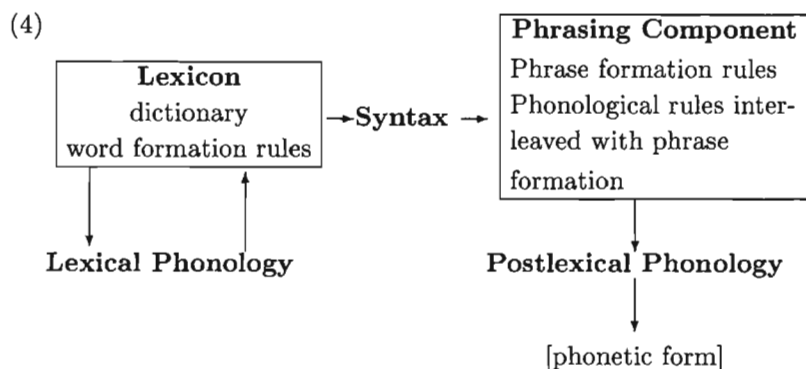 (4)
Lexicon
dictionary
word formation rules
Syntax
Phrasing Component
Phrase formation rules
Phonological rules inter-
leaved with phrase
formation
Lexical Phonology
Postlexical Phonology
[phonetic form]